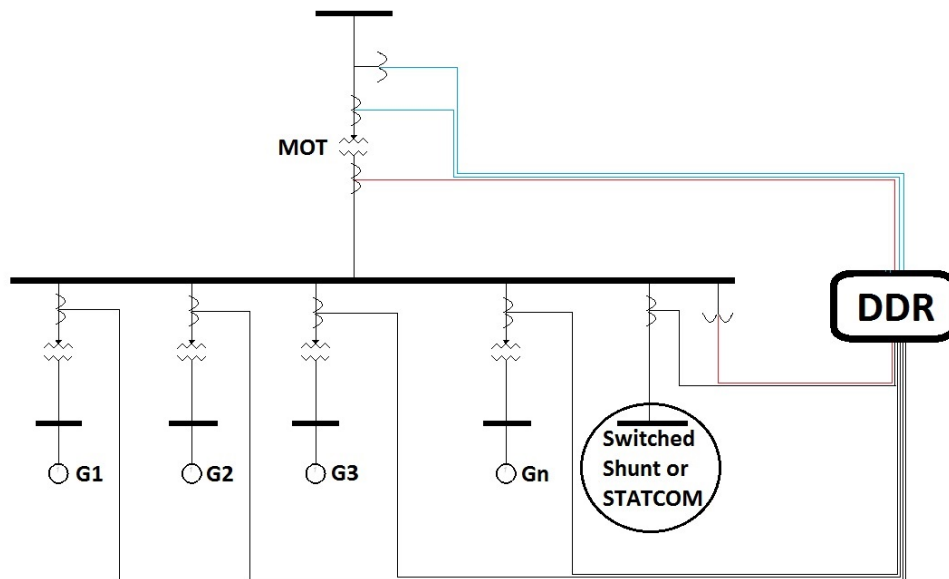 MOT
DDR
G1
G2
G3
Gn
Switched
Shunt or
STATCOM